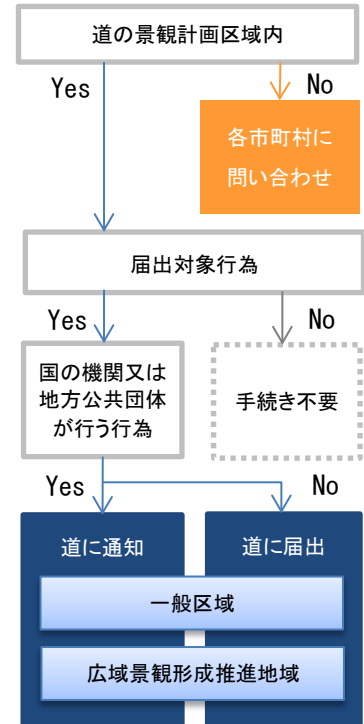 道の景観計画区域内
Yes
No
各市町村に
問い合わせ
届出対象行為
Yes
No
国の機関又は
地方公共団体
が行う行為
手続き不要
Yes
No
道に通知
道に届出
一般区域
広域景観形成推進地域